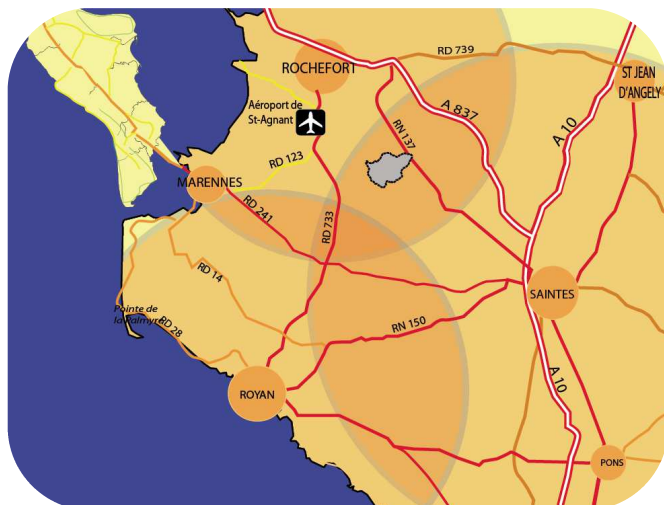 RD 739
ROCHEFORT
ST JEAN
D'ANGELY
Aéroport de
St-Agnant
A 837
A 10
RN 137
RD 123
MARENNES
RD 241
RD 733
RD 14
SAINTES
Pointe de
la Palmyre
RD 28
RN 150
A 10
ROYAN
PONS